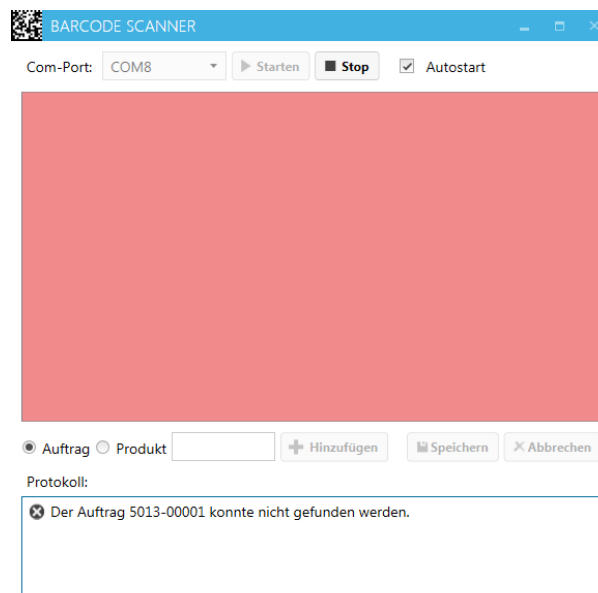 BARCODE SCANNER
Com-Port: COM8 Starten Stop Autostart
Auftrag Produkt Hinzufügen Speichern Abbrechen
Protokoll:
Der Auftrag 5013-00001 konnte nicht gefunden werden.